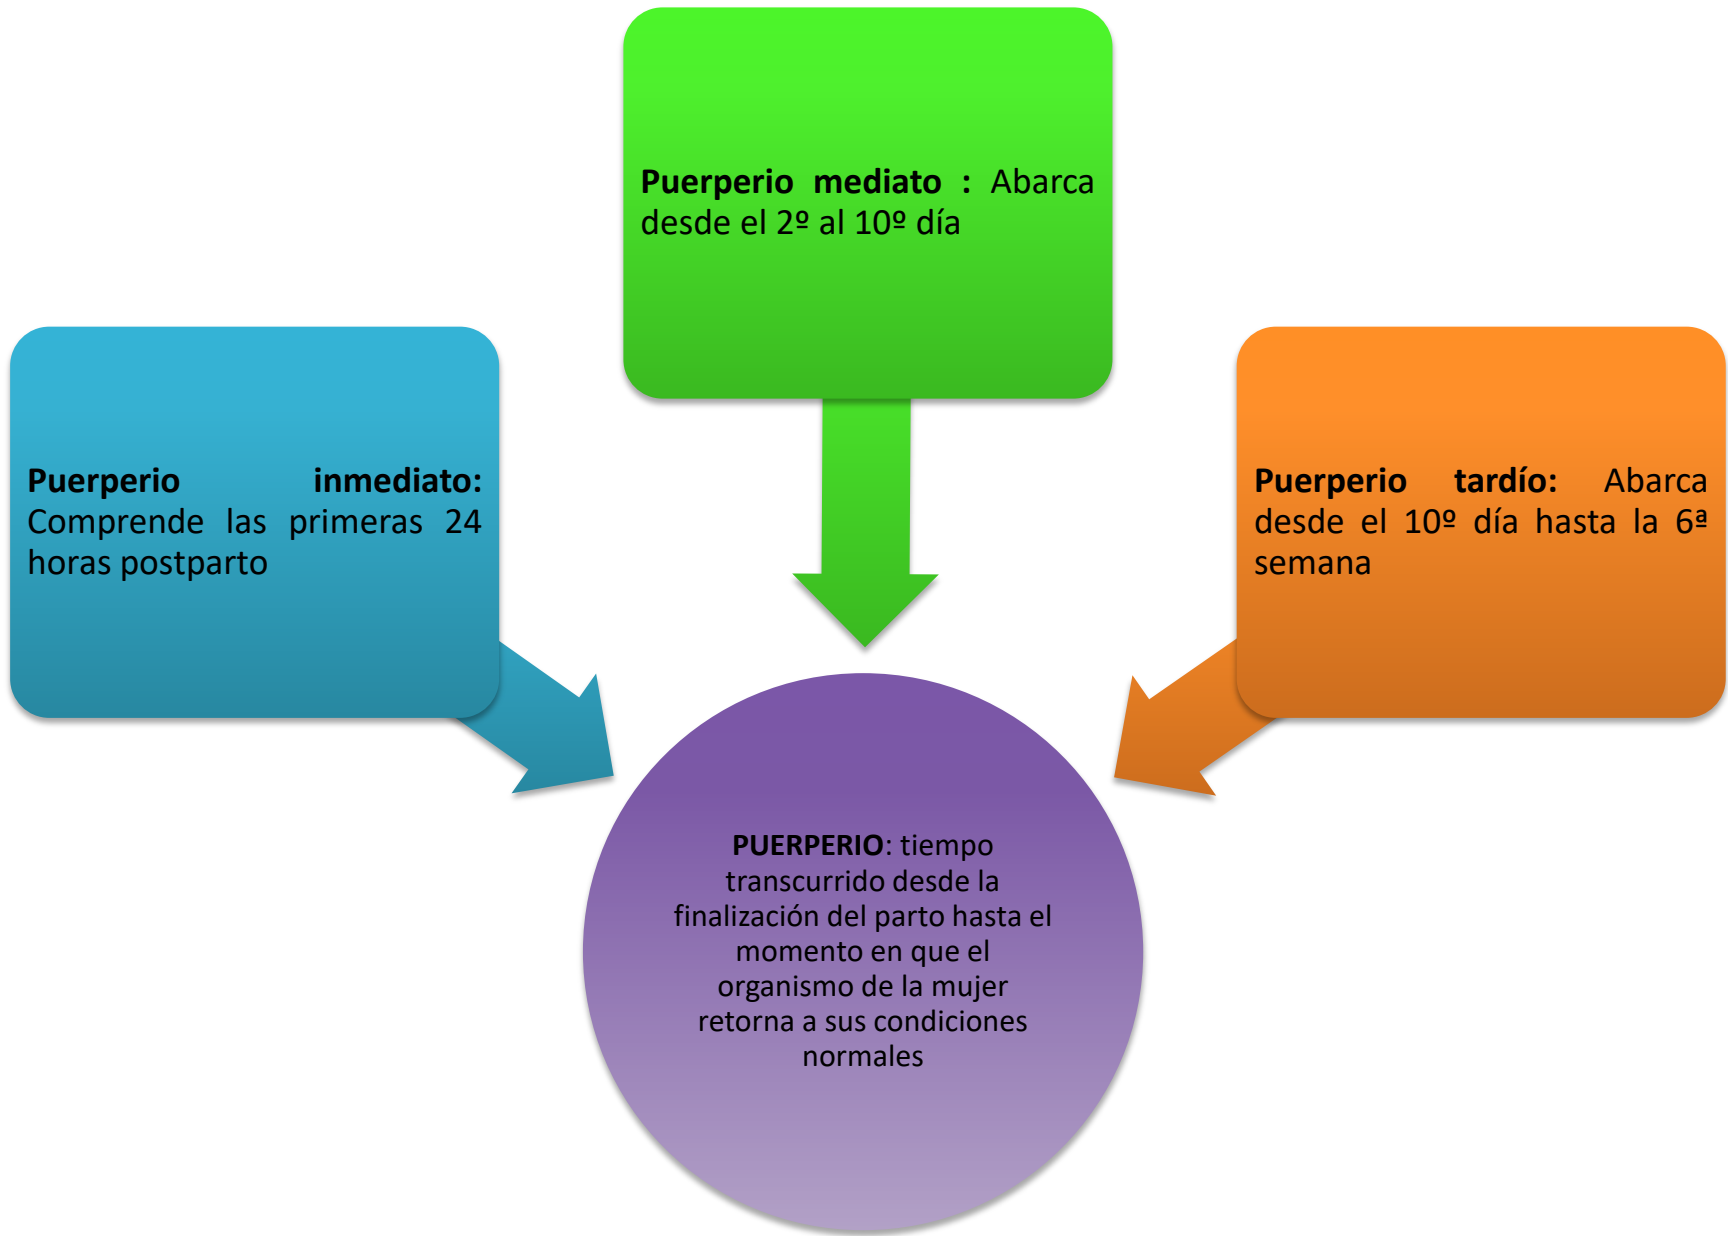 Puerperio mediato : Abarca
desde el 2º al 10º día
Puerperio inmediato:
Comprende las primeras 24
horas postparto
Puerperio tardío: Abarca
desde el 10º día hasta la 6ª
semana
PUERPERIO: tiempo
transcurrido desde la
finalización del parto hasta el
momento en que el
organismo de la mujer
retorna a sus condiciones
normales